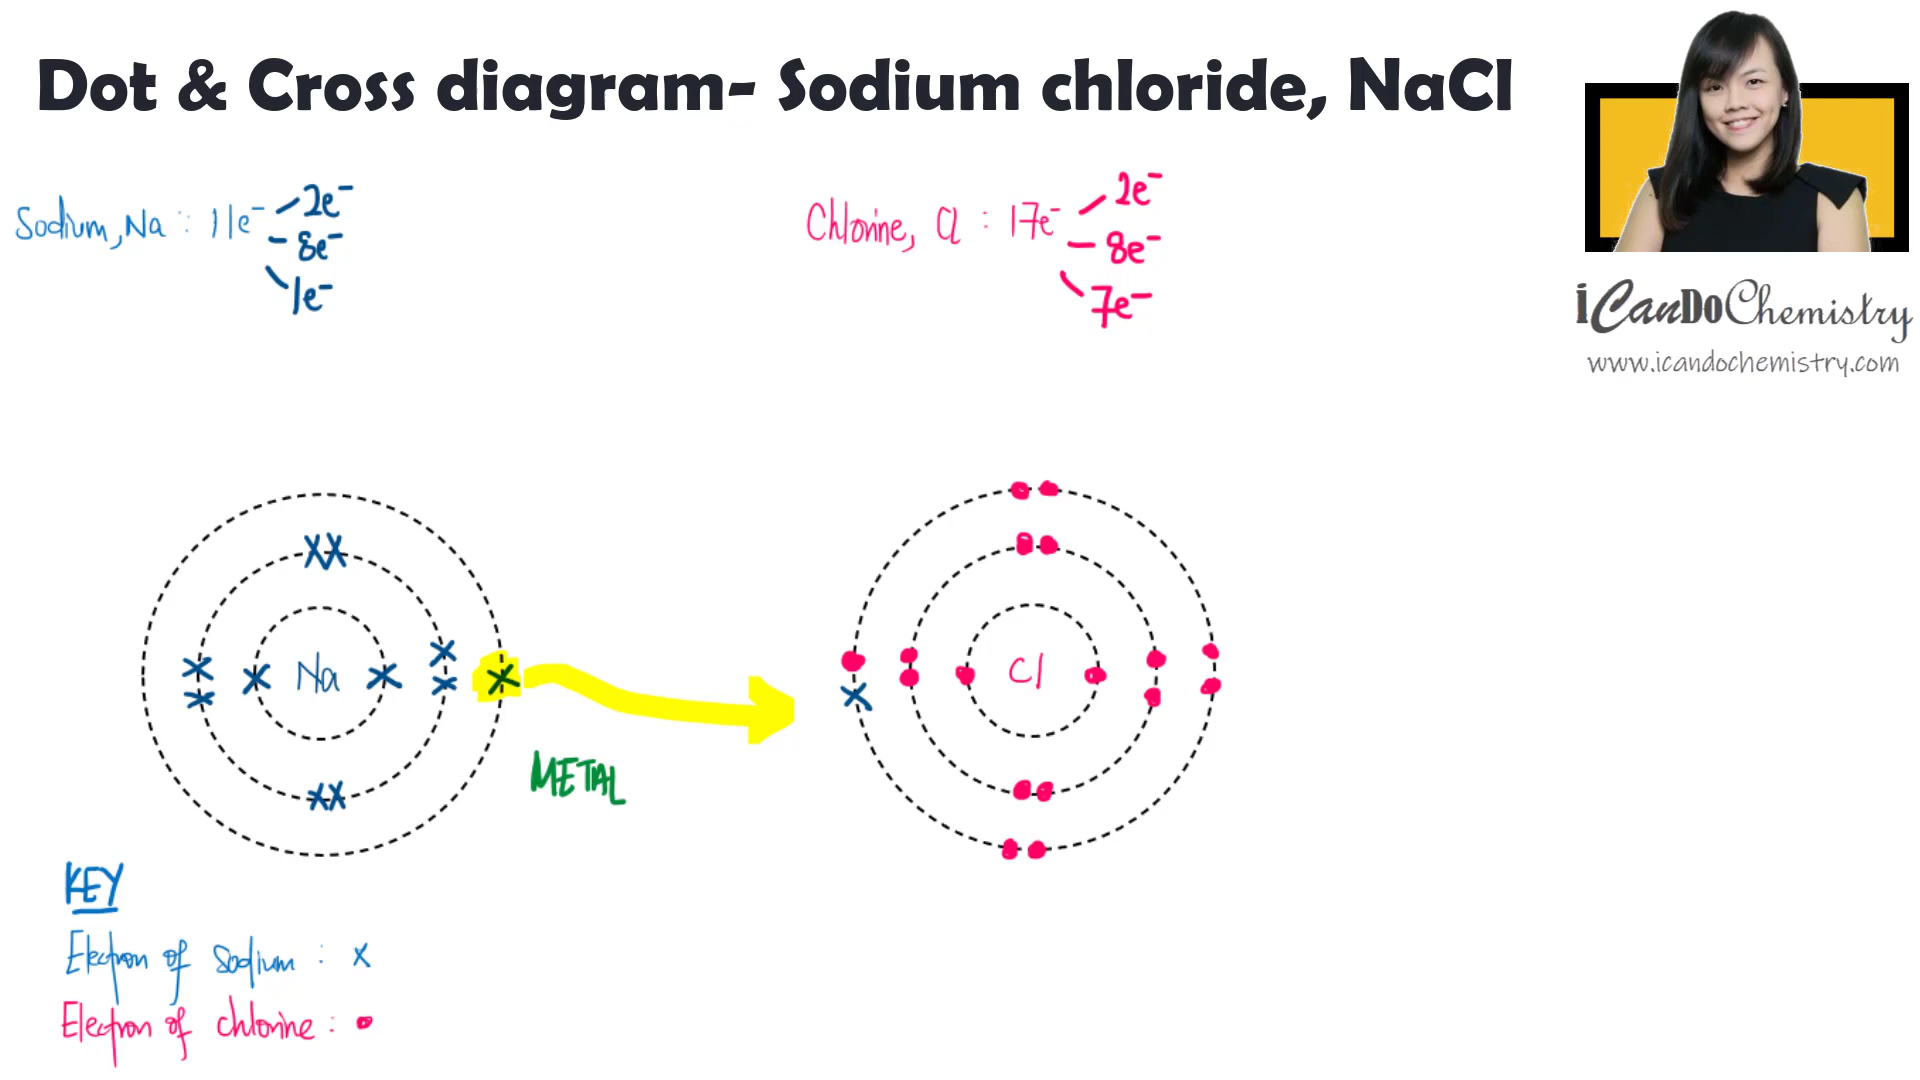 Dot & Cross diagram- Sodium chloride, NaCl
Sodium, Na : 11e⁻
2e⁻
8e⁻
1e⁻
Chlorine, Cl : 17e⁻
2e⁻
8e⁻
7e⁻
iCanDoChemistry
www.icandochemistry.com
Na
Cl
METAL
KEY
Electron of sodium : x
Electron of chlorine : •